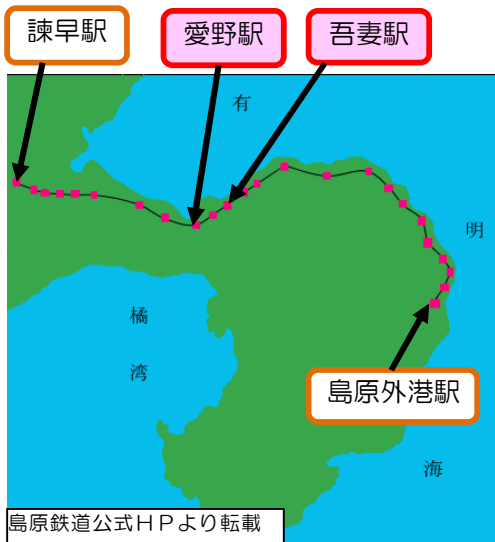 諫早駅
愛野駅
吾妻駅
有
明
海
橘
湾
島原外港駅
島原鉄道公式ＨＰより転載